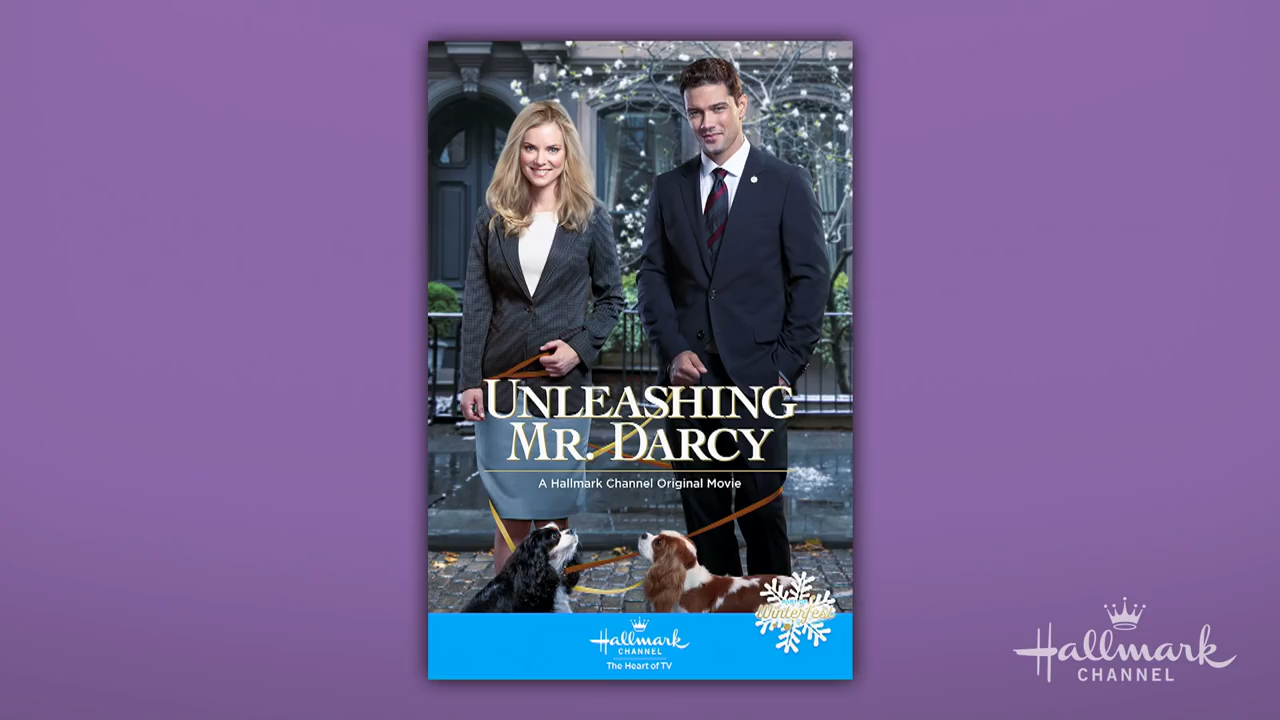 UNLEASHING
MR. DARCY
A Hallmark Channel Original Movie
Winterfest
Hallmark
CHANNEL
The Heart of TV
Hallmark
CHANNEL